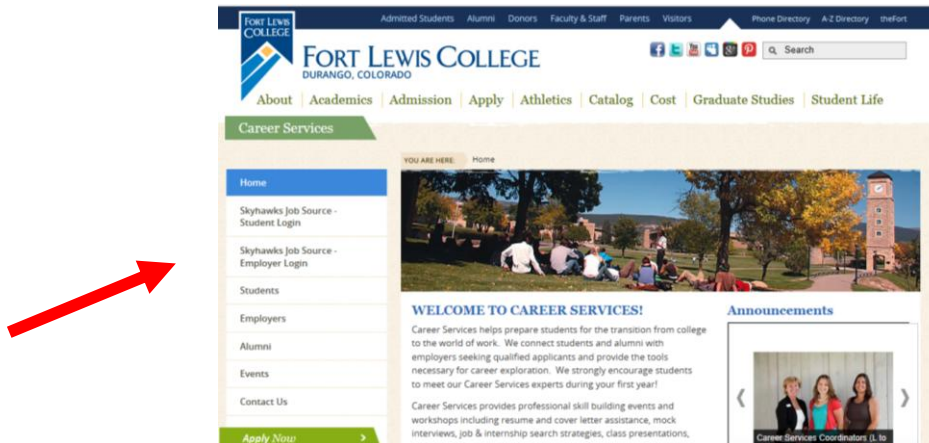 FORT LEWIS
COLLEGE
Admitted Students Alumni Donors Faculty & Staff Parents Visitors Phone Directory A-Z Directory theFort
FORT LEWIS COLLEGE
DURANGO, COLORADO
Search
About Academics Admission Apply Athletics Catalog Cost Graduate Studies Student Life
Career Services
YOU ARE HERE: Home
Home
Skyhawks Job Source -
Student Login
Skyhawks Job Source -
Employer Login
Students
Employers
Alumni
Events
Contact Us
Apply Now >
WELCOME TO CAREER SERVICES!
Career Services helps prepare students for the transition from college
to the world of work. We connect students and alumni with
employers seeking qualified applicants and provide the tools
necessary for career exploration. We strongly encourage students
to meet our Career Services experts during your first year!
Career Services provides professional skill building events and
workshops including resume and cover letter assistance, mock
interviews, job & internship search strategies, class presentations,
Announcements
Career Services Coordinators (L to